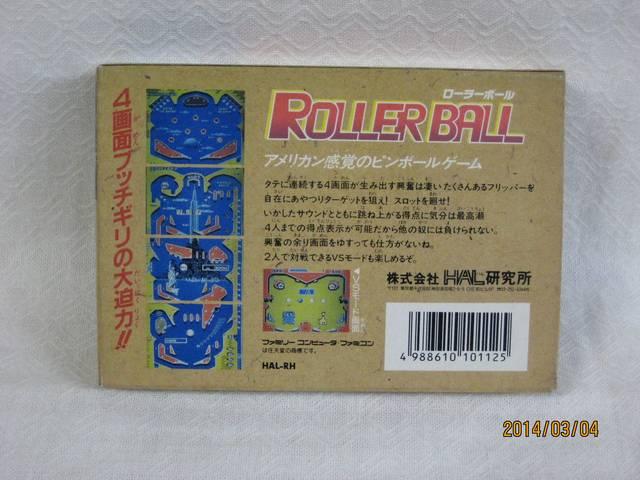 4画面ブッチギリの大迫力!!
ローラーボール
ROLLER BALL
アメリカン感覚のピンボールゲーム
タテに連続する4画面が生み出す興奮は凄い たくさんあるフリッパーを
自在にあやつりターゲットを狙え! スロットを廻せ!
いかしたサウンドとともに跳ね上がる得点に気分は最高潮
4人までの得点表示が可能だから他の奴には負けられない。
興奮の余り画面をゆすっても仕方がないね。
2人で対戦できるVSモードも楽しめるぞ。
◀VSモード画面
株式会社 HAL研究所
ファミリーコンピュータ・ファミコン
は任天堂の商標です。
HAL-RH
4 988610 101125
2014/03/04